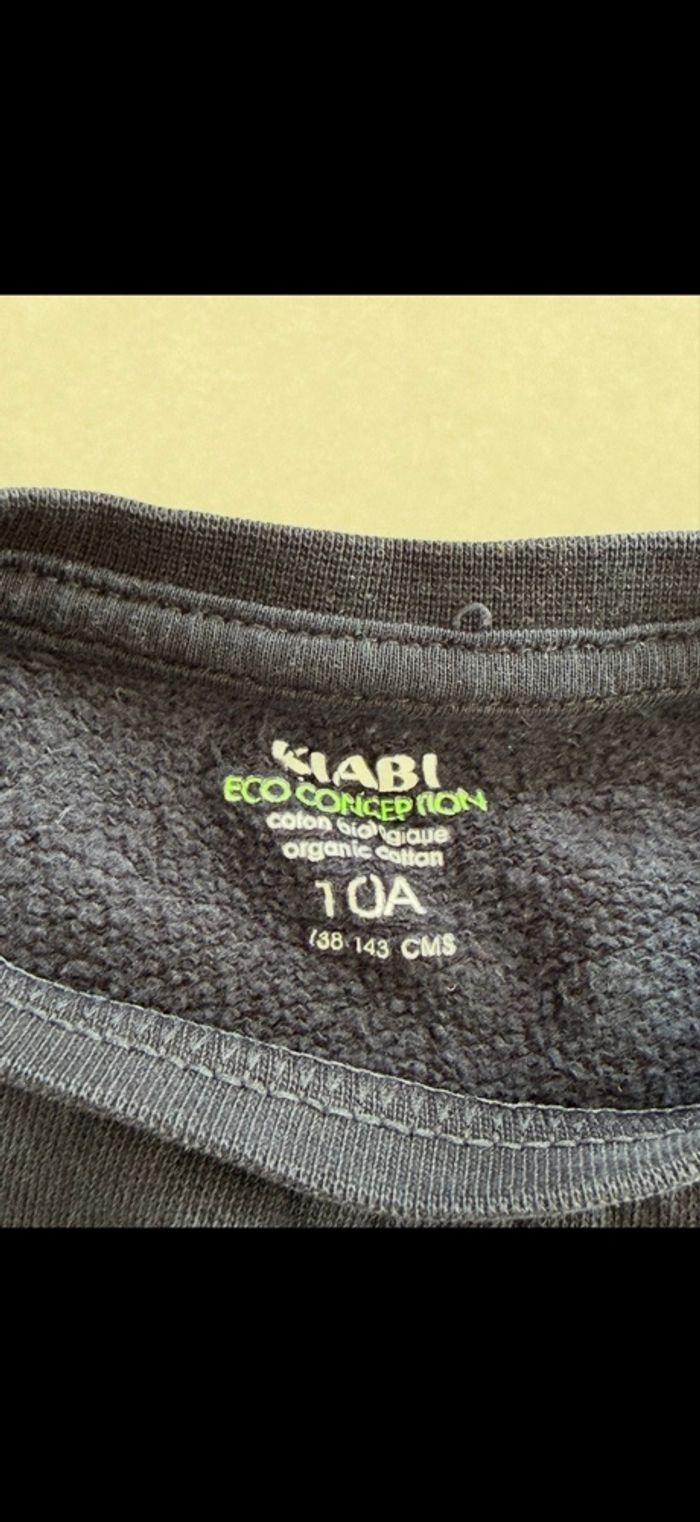 KIABI
ECO CONCEPTION
coton biologique
organic cotton
10A
138-143 CMS